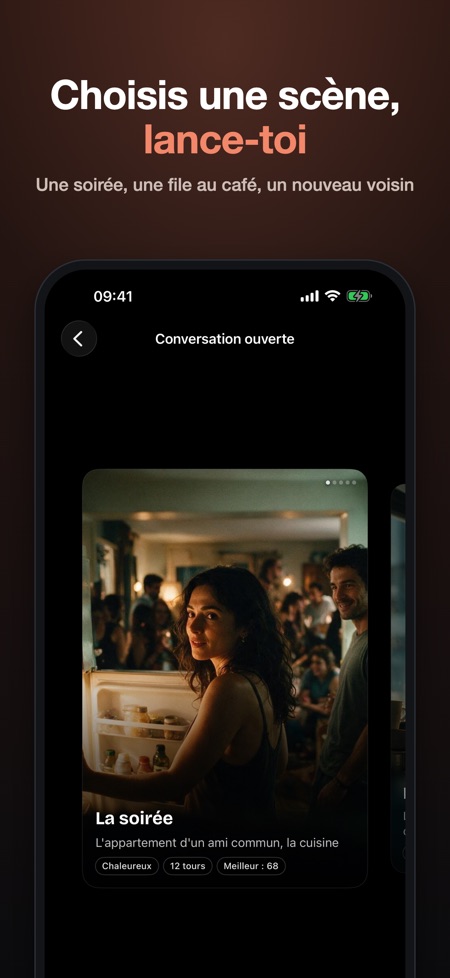 Choisis une scène,
lance-toi
Une soirée, une file au café, un nouveau voisin
09:41
Conversation ouverte
La soirée
L'appartement d'un ami commun, la cuisine
Chaleureux
12 tours
Meilleur : 68